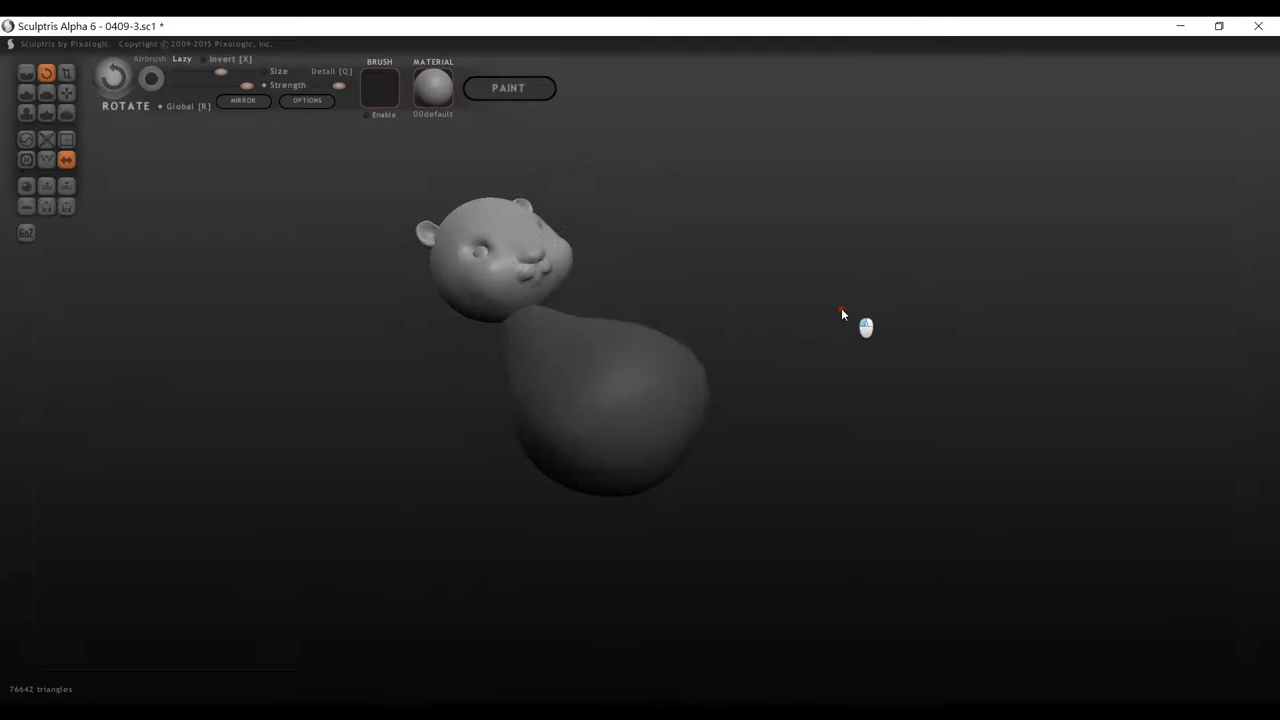 Sculptris Alpha 6 - 0409-3.sc1 *
Sculptris by Pixologic Copyright © 2009-2015 Pixologic, Inc.
Airbrush Lazy Invert [X]
BRUSH
MATERIAL
Size
Detail [Q]
Strength
PAINT
ROTATE
Global [R]
MIRROR
OPTIONS
Enable
00default
GoZ
76642 triangles